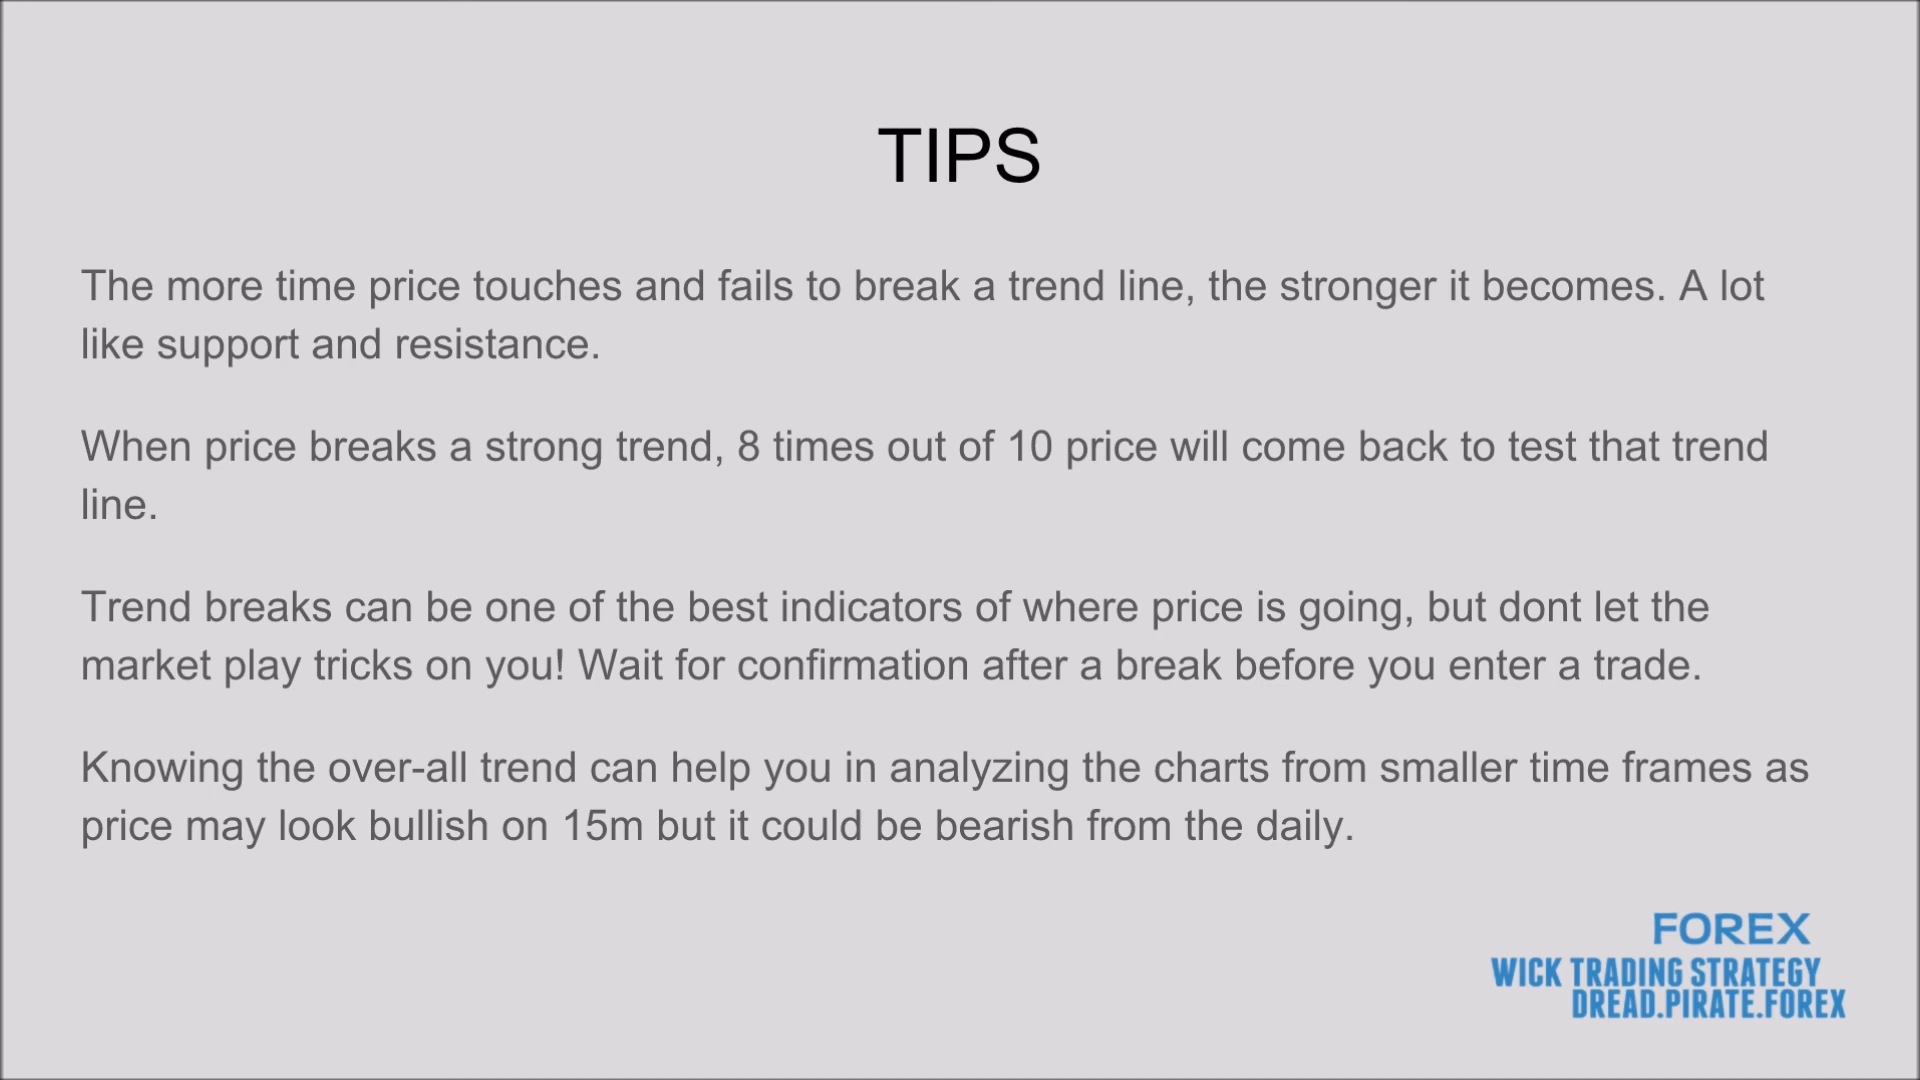 TIPS
The more time price touches and fails to break a trend line, the stronger it becomes. A lot
like support and resistance.
When price breaks a strong trend, 8 times out of 10 price will come back to test that trend
line.
Trend breaks can be one of the best indicators of where price is going, but dont let the
market play tricks on you! Wait for confirmation after a break before you enter a trade.
Knowing the over-all trend can help you in analyzing the charts from smaller time frames as
price may look bullish on 15m but it could be bearish from the daily.
FOREX
WICK TRADING STRATEGY
DREAD.PIRATE.FOREX